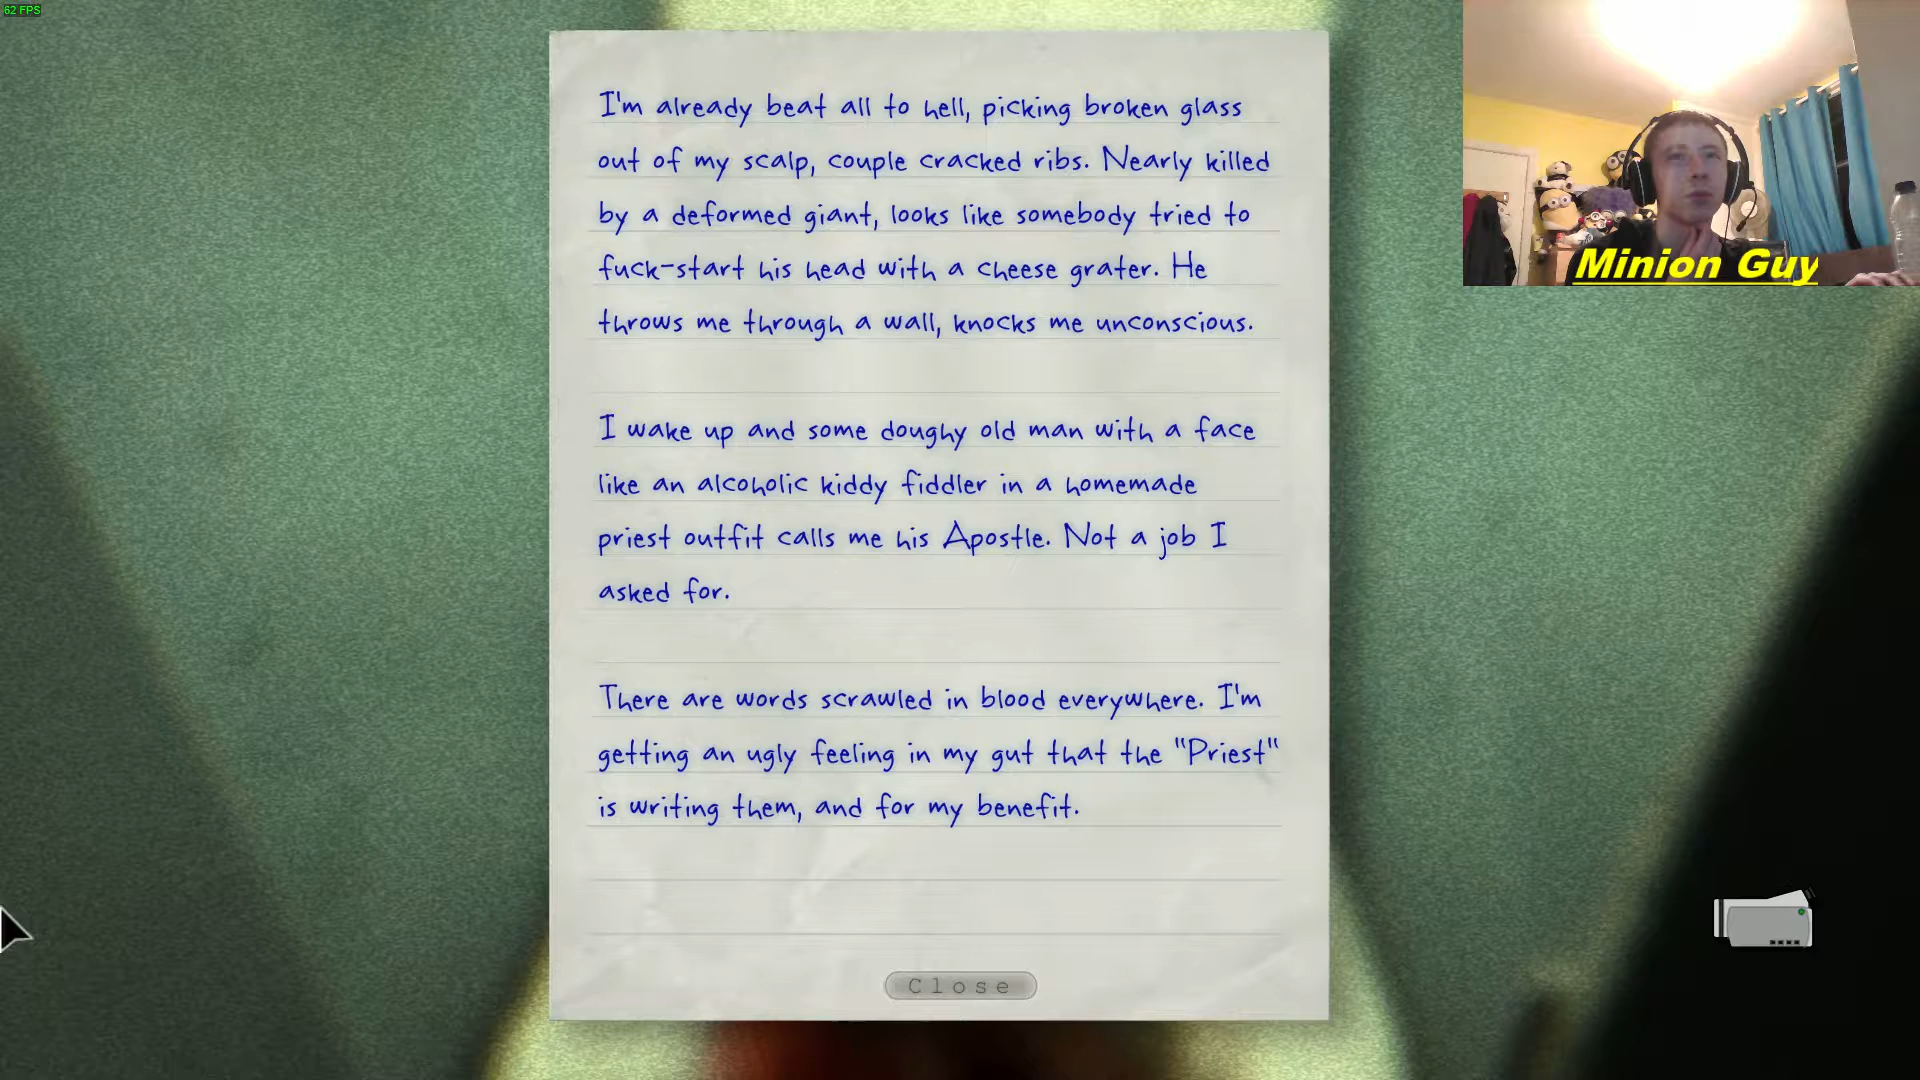 62 FPS
I'm already beat all to hell, picking broken glass
out of my scalp, couple cracked ribs. Nearly killed
by a deformed giant, looks like somebody tried to
fuck-start his head with a cheese grater. He
throws me through a wall, knocks me unconscious.
I wake up and some doughy old man with a face
like an alcoholic kiddy fiddler in a homemade
priest outfit calls me his Apostle. Not a job I
asked for.
There are words scrawled in blood everywhere. I'm
getting an ugly feeling in my gut that the "Priest"
is writing them, and for my benefit.
Close
Minion Guy